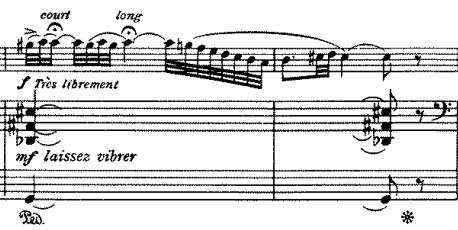 court long
f Très librement
mf laissez vibrer
Ped.